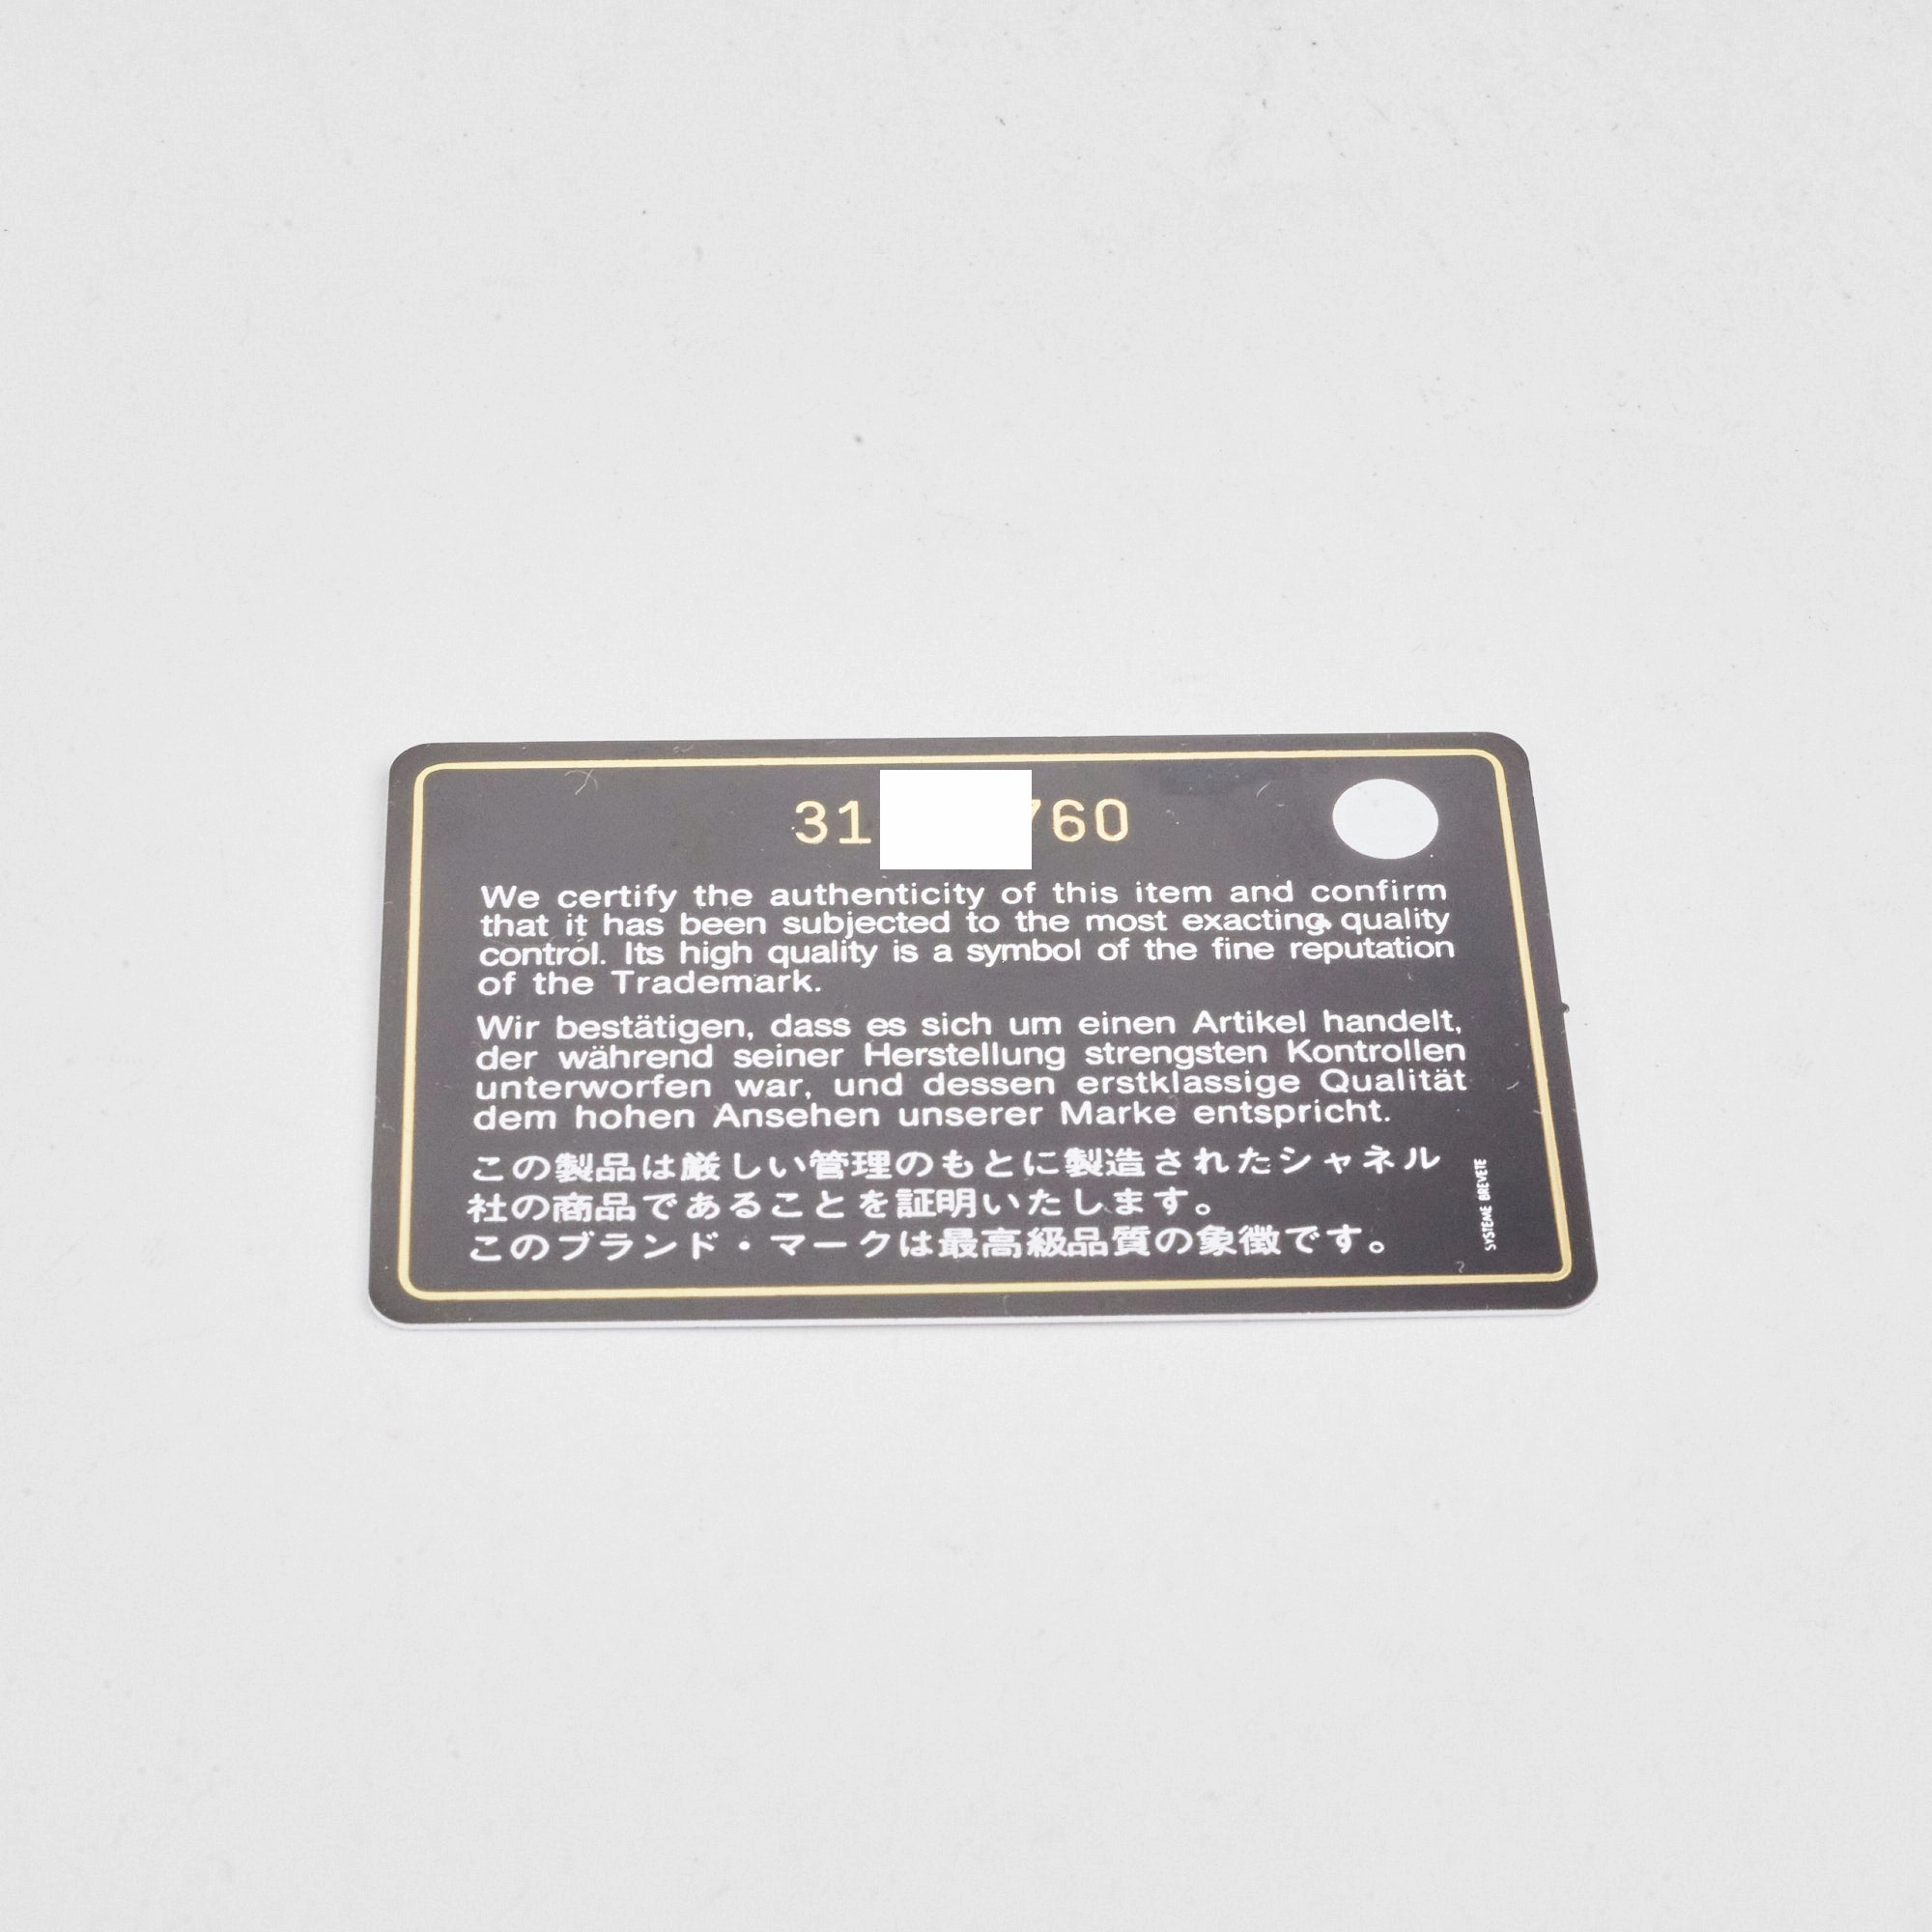 31 760
We certify the authenticity of this item and confirm
that it has been subjected to the most exacting quality
control. Its high quality is a symbol of the fine reputation
of the Trademark.
Wir bestätigen, dass es sich um einen Artikel handelt,
der während seiner Herstellung strengsten Kontrollen
unterworfen war, und dessen erstklassige Qualität
dem hohen Ansehen unserer Marke entspricht.
この製品は厳しい管理のもとに製造されたシャネル
社の商品であることを証明いたします。
このブランド・マークは最高級品質の象徴です。
SYSTEME BREVETE